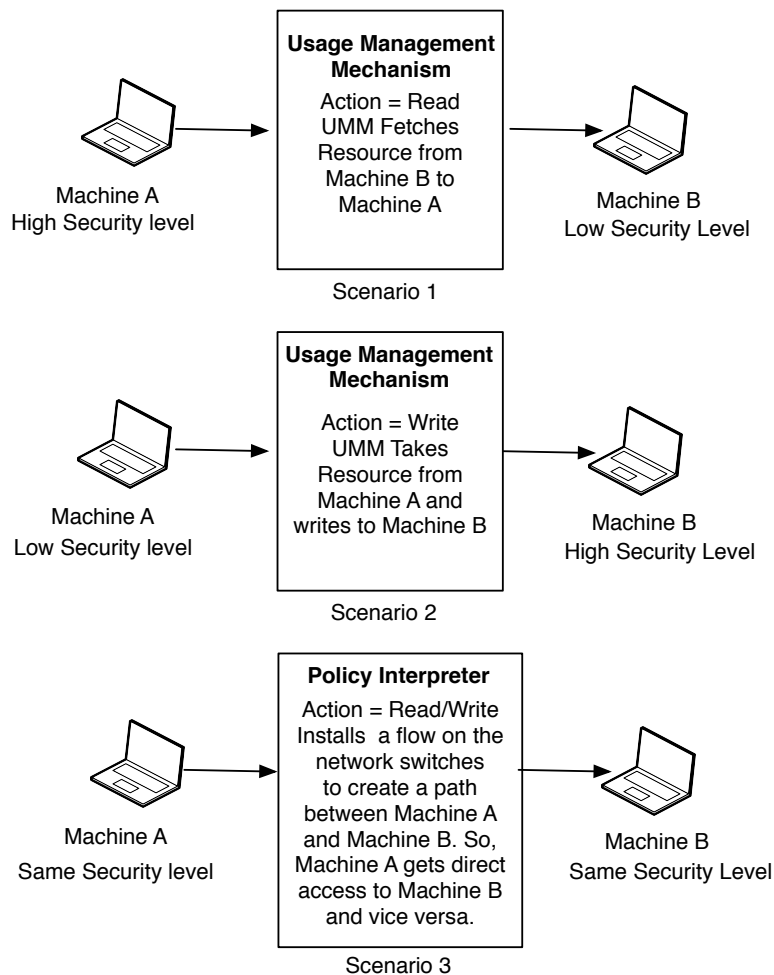 Usage Management
Mechanism
Action = Read
UMM Fetches
Resource from
Machine B to
Machine A
Machine A
High Security level
Machine B
Low Security Level
Scenario 1
Usage Management
Mechanism
Action = Write
UMM Takes
Resource from
Machine A and
writes to Machine B
Machine A
Low Security level
Machine B
High Security Level
Scenario 2
Policy Interpreter
Action = Read/Write
Installs a flow on the
network switches
to create a path
between Machine A
and Machine B. So,
Machine A gets direct
access to Machine B
and vice versa.
Machine A
Same Security level
Machine B
Same Security Level
Scenario 3